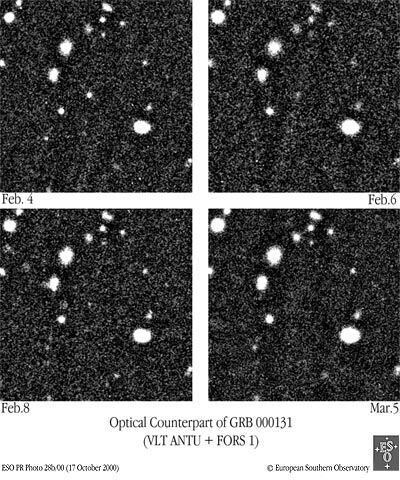 Feb. 4
Feb.6
Feb.8
Mar.5
Optical Counterpart of GRB 000131
(VLT ANTU + FORS 1)
ESO PR Photo 28b/00 (17 October 2000)
© European Southern Observatory
ESO